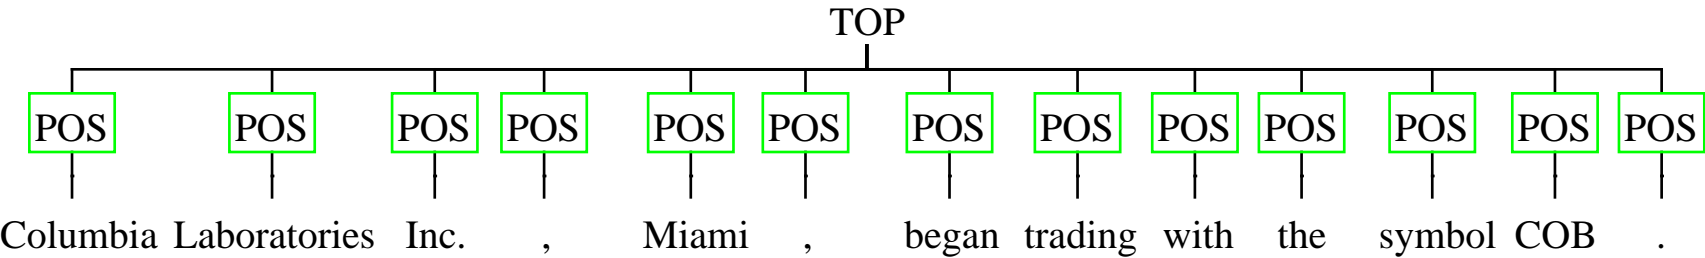 TOP
POS POS POS POS POS POS POS POS POS POS POS POS POS
Columbia Laboratories Inc. , Miami , began trading with the symbol COB .